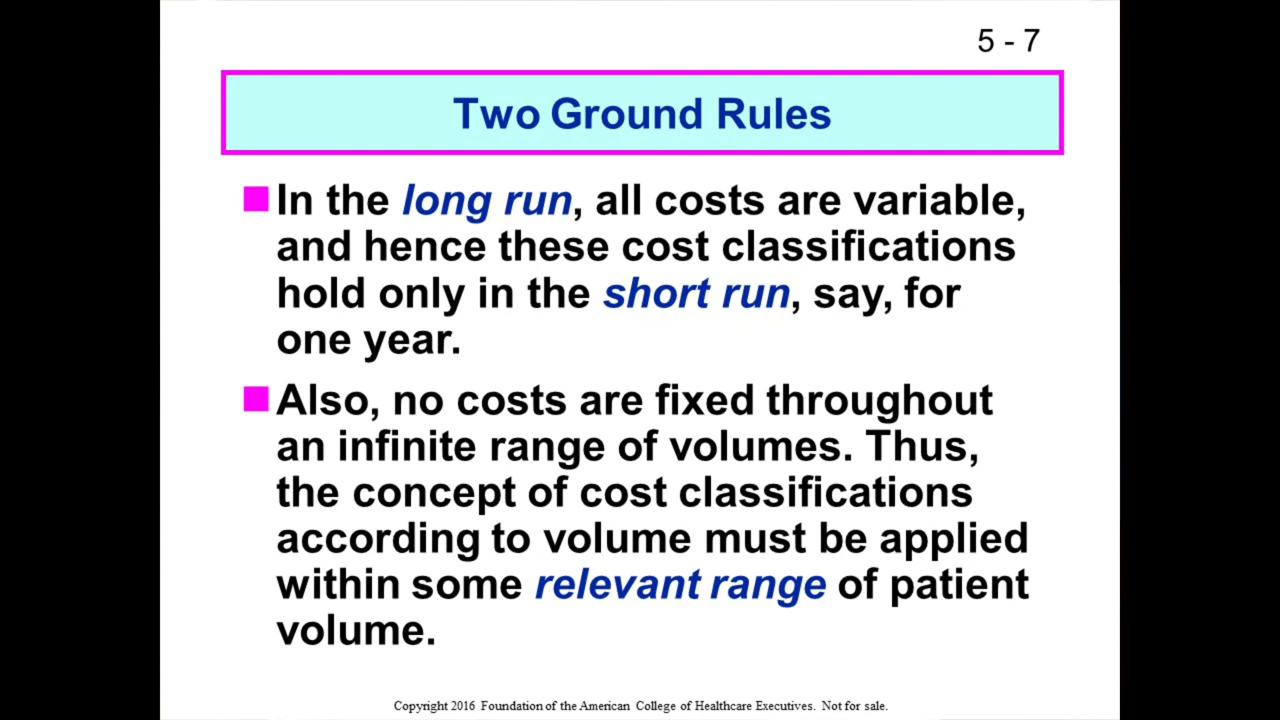 5 - 7
Two Ground Rules
In the long run, all costs are variable,
and hence these cost classifications
hold only in the short run, say, for
one year.
Also, no costs are fixed throughout
an infinite range of volumes. Thus,
the concept of cost classifications
according to volume must be applied
within some relevant range of patient
volume.
Copyright 2016 Foundation of the American College of Healthcare Executives. Not for sale.